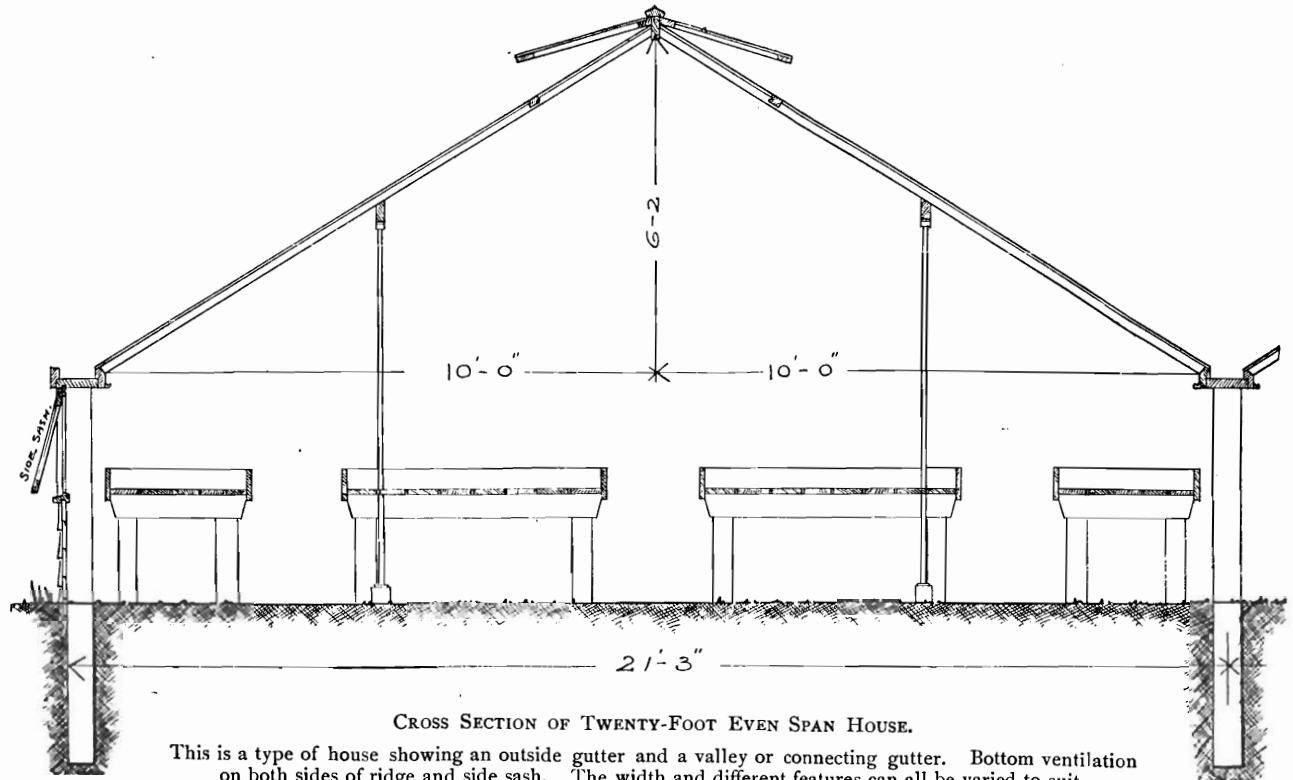 6-2
10'-0" 10'-0"
SIDE SASH.
21'-3"
CROSS SECTION OF TWENTY-FOOT EVEN SPAN HOUSE.
This is a type of house showing an outside gutter and a valley or connecting gutter. Bottom ventilation
on both sides of ridge and side sash. The width and different features can all be varied to suit